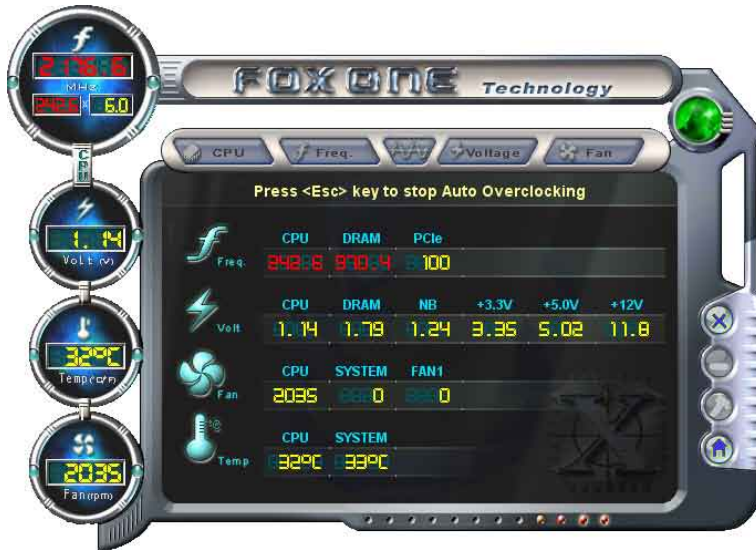 MHz
242.6 x 6.0
FOX ONE Technology
CPU Freq. Voltage Fan
CPU
Press <Esc> key to stop Auto Overclocking
CPU DRAM PCIe
Freq. 242.6 970.4 100
1.14
Volt (V)
CPU DRAM NB +3.3V +5.0V +12V
Volt 1.14 1.79 1.24 3.35 5.02 11.8
32°C
Temp (C/F)
CPU SYSTEM FAN1
Fan 2035 0 0
CPU SYSTEM
Temp 32°C 33°C
2035
Fan (rpm)